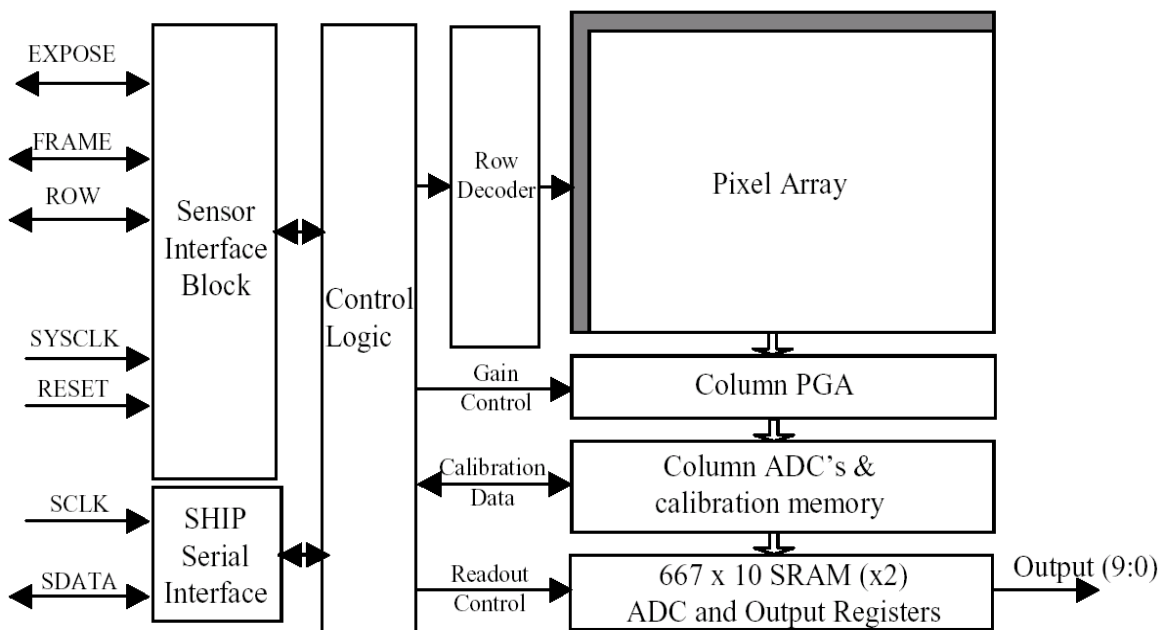 EXPOSE
FRAME
ROW
SYSCLK
RESET
SCLK
SDATA
Sensor
Interface
Block
SHIP
Serial
Interface
Control
Logic
Row
Decoder
Gain
Control
Calibration
Data
Readout
Control
Pixel Array
Column PGA
Column ADC's &
calibration memory
667 x 10 SRAM (x2)
ADC and Output Registers
Output (9:0)